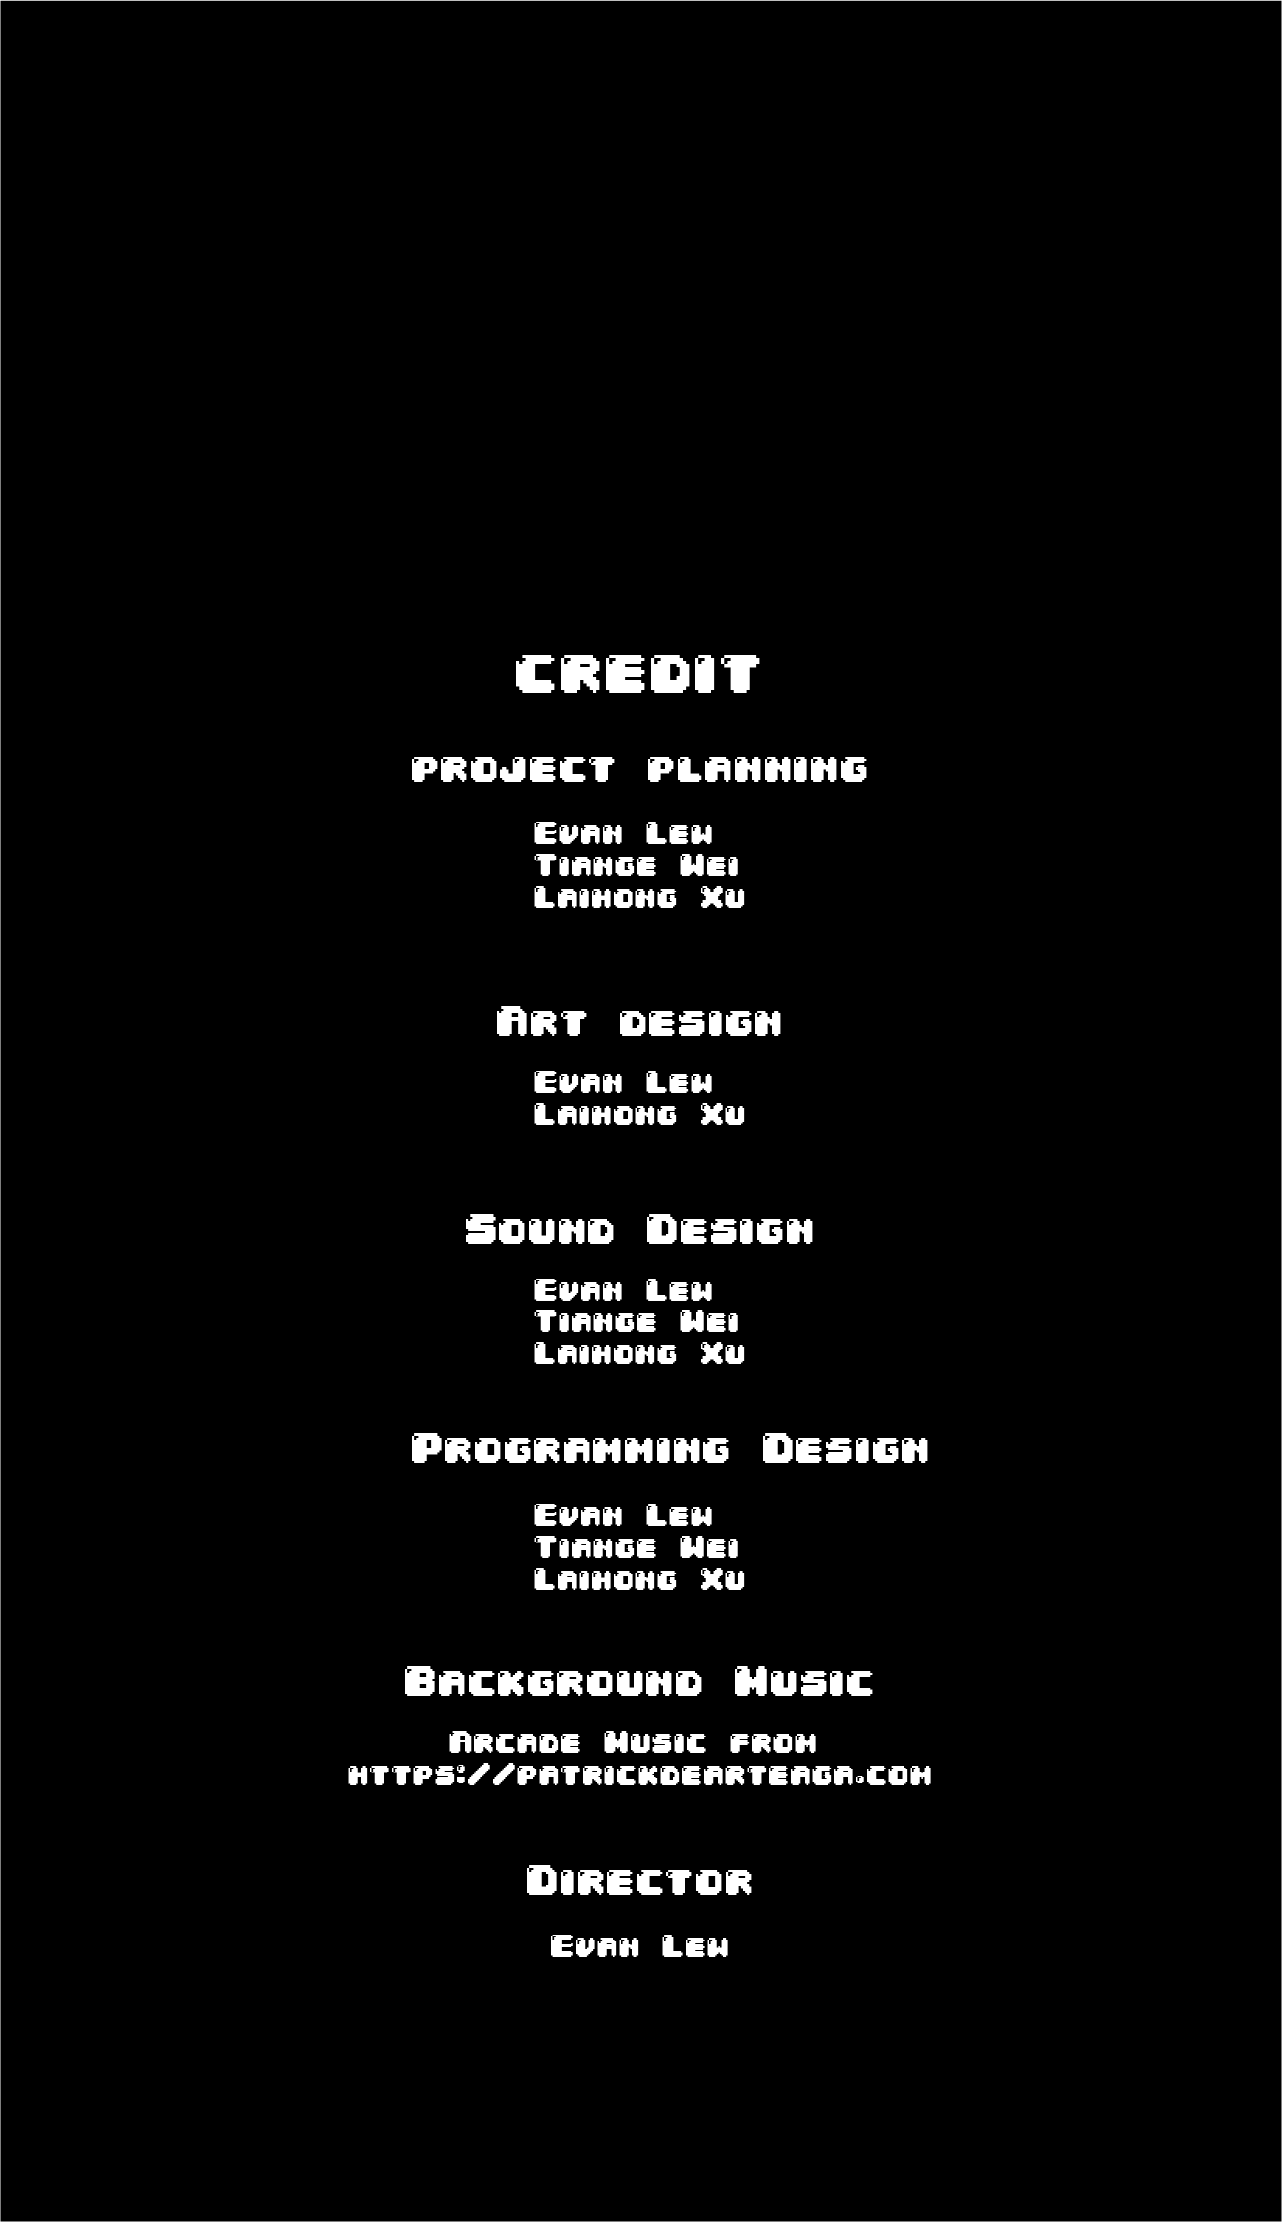 CREDIT
PROJECT PLANNING
Evan Lew
Tiange Wei
Laihong Xu
Art design
Evan Lew
Laihong Xu
Sound Design
Evan Lew
Tiange Wei
Laihong Xu
Programming Design
Evan Lew
Tiange Wei
Laihong Xu
Background Music
Arcade Music from
https://patrickdearteaga.com
Director
Evan Lew